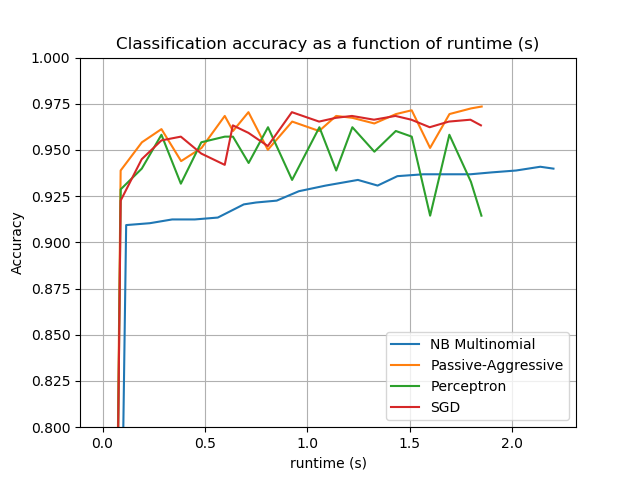 Classification accuracy as a function of runtime (s)
1.000
0.975
0.950
0.925
0.900
0.875
0.850
0.825
0.800
Accuracy
NB Multinomial
Passive-Aggressive
Perceptron
SGD
0.0 0.5 1.0 1.5 2.0
runtime (s)